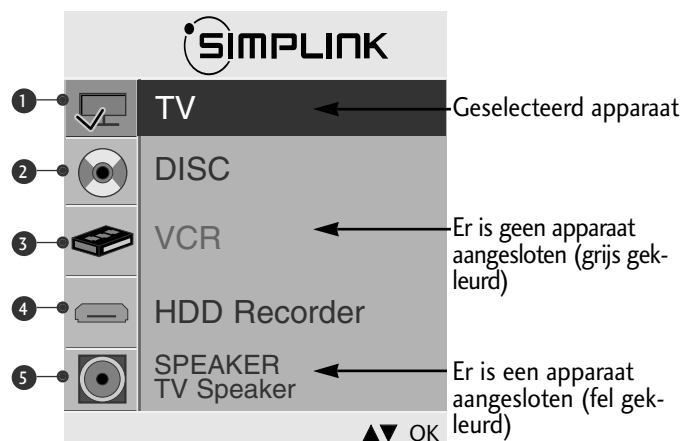 SIMPLINK
1 TV Geselecteerd apparaat
2 DISC
3 VCR Er is geen apparaat
aangesloten (grijs gek-
leurd)
4 HDD Recorder
5 SPEAKER
TV Speaker
Er is een apparaat
aangesloten (fel gek-
leurd)
▲▼ OK